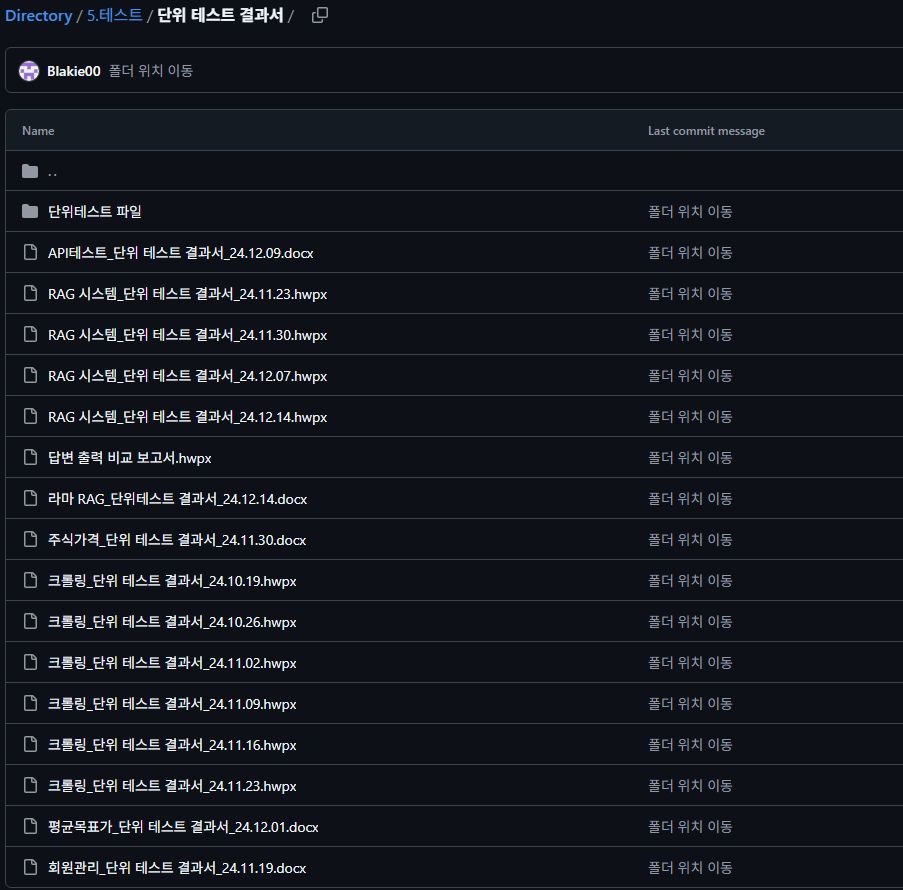 Directory / 5.테스트 / 단위 테스트 결과서 /
Blakie00 폴더 위치 이동
Name Last commit message
..
단위테스트 파일 폴더 위치 이동
API테스트_단위 테스트 결과서_24.12.09.docx 폴더 위치 이동
RAG 시스템_단위 테스트 결과서_24.11.23.hwpx 폴더 위치 이동
RAG 시스템_단위 테스트 결과서_24.11.30.hwpx 폴더 위치 이동
RAG 시스템_단위 테스트 결과서_24.12.07.hwpx 폴더 위치 이동
RAG 시스템_단위 테스트 결과서_24.12.14.hwpx 폴더 위치 이동
답변 출력 비교 보고서.hwpx 폴더 위치 이동
라마 RAG_단위테스트 결과서_24.12.14.docx 폴더 위치 이동
주식가격_단위 테스트 결과서_24.11.30.docx 폴더 위치 이동
크롤링_단위 테스트 결과서_24.10.19.hwpx 폴더 위치 이동
크롤링_단위 테스트 결과서_24.10.26.hwpx 폴더 위치 이동
크롤링_단위 테스트 결과서_24.11.02.hwpx 폴더 위치 이동
크롤링_단위 테스트 결과서_24.11.09.hwpx 폴더 위치 이동
크롤링_단위 테스트 결과서_24.11.16.hwpx 폴더 위치 이동
크롤링_단위 테스트 결과서_24.11.23.hwpx 폴더 위치 이동
평균목표가_단위 테스트 결과서_24.12.01.docx 폴더 위치 이동
회원관리_단위 테스트 결과서_24.11.19.docx 폴더 위치 이동